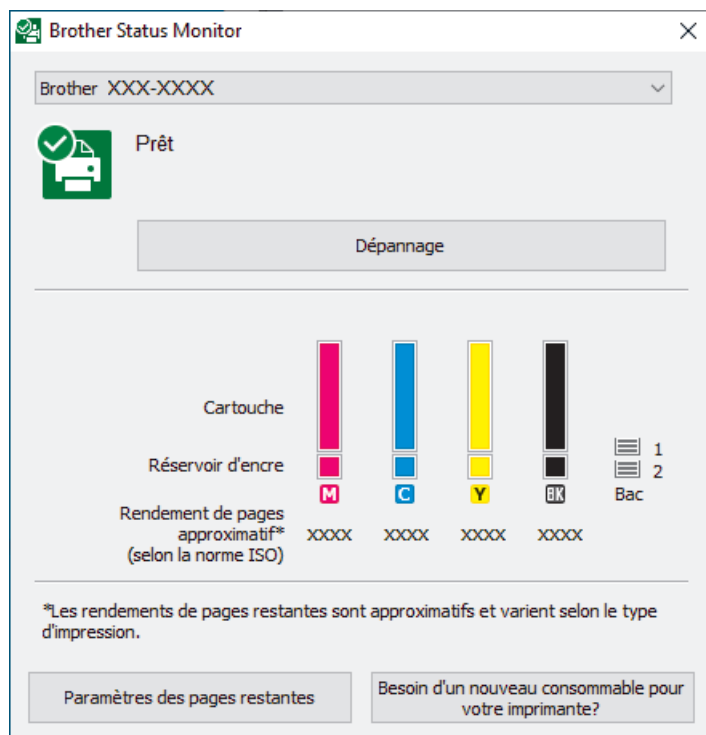 Brother Status Monitor
Brother XXX-XXXX
Prêt
Dépannage
Cartouche
Réservoir d'encre
1
2
M C Y BK Bac
Rendement de pages
approximatif*
(selon la norme ISO)
XXXX XXXX XXXX XXXX
*Les rendements de pages restantes sont approximatifs et varient selon le type
d'impression.
Paramètres des pages restantes
Besoin d'un nouveau consommable pour
votre imprimante?